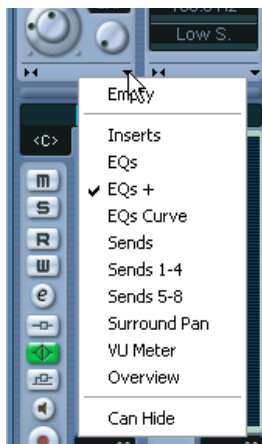 Low S.
Empty
Inserts
<C>
EQs
EQs +
m
EQs Curve
S
Sends
R
Sends 1-4
W
Sends 5-8
e
Surround Pan
VU Meter
Overview
Can Hide